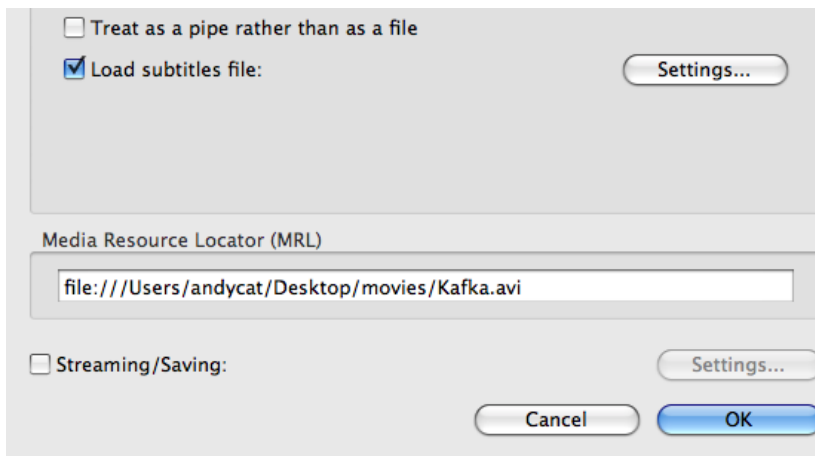 Treat as a pipe rather than as a file
Load subtitles file:
Settings...
Media Resource Locator (MRL)
file:///Users/andycat/Desktop/movies/Kafka.avi
Streaming/Saving:
Settings...
Cancel
OK